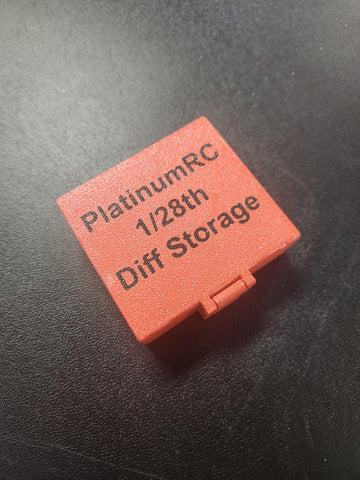 PlatinumRC
1/28th
Diff Storage